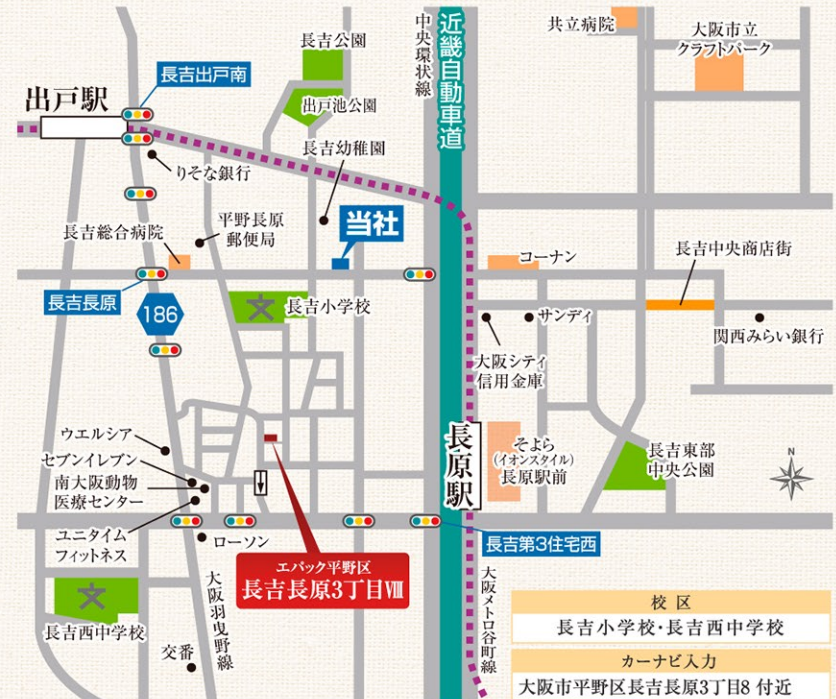 長吉公園
中央環状線
近畿自動車道
共立病院
大阪市立
クラフトパーク
長吉出戸南
出戸駅
出戸池公園
りそな銀行
長吉幼稚園
長吉総合病院
平野長原
郵便局
当社
コーナン
長吉中央商店街
長吉長原
186
長吉小学校
サンディ
関西みらい銀行
大阪シティ
信用金庫
ウエルシア
セブンイレブン
南大阪動物
医療センター
ユニタイム
フィットネス
ローソン
長原駅
そよら
(イオンスタイル)
長原駅前
長吉東部
中央公園
N
エバック平野区
長吉長原3丁目Ⅷ
長吉第3住宅西
長吉西中学校
大阪羽曳野線
交番
大阪メトロ谷町線
校区
長吉小学校・長吉西中学校
カーナビ入力
大阪市平野区長吉長原3丁目8 付近